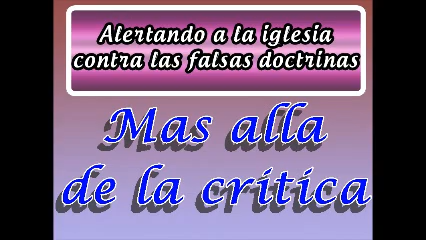 Alertando a la iglesia
contra las falsas doctrinas
Mas alla
de la critica